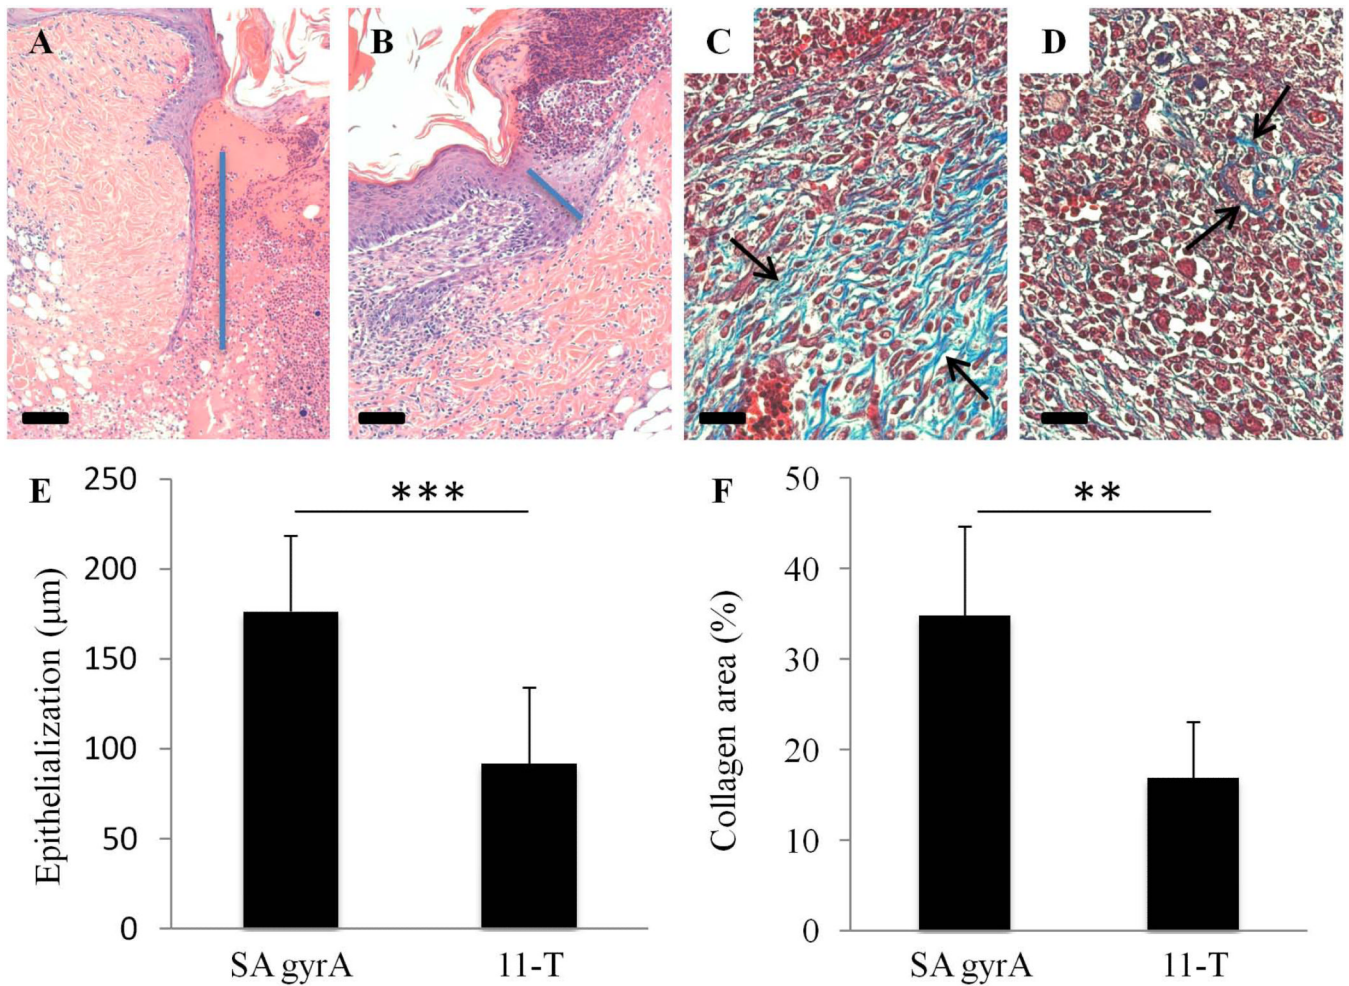 A
B
C
D
E
***
250
200
150
100
50
0
Epithelialization (µm)
SA gyrA
11-T
F
**
50
40
30
20
10
0
Collagen area (%)
SA gyrA
11-T